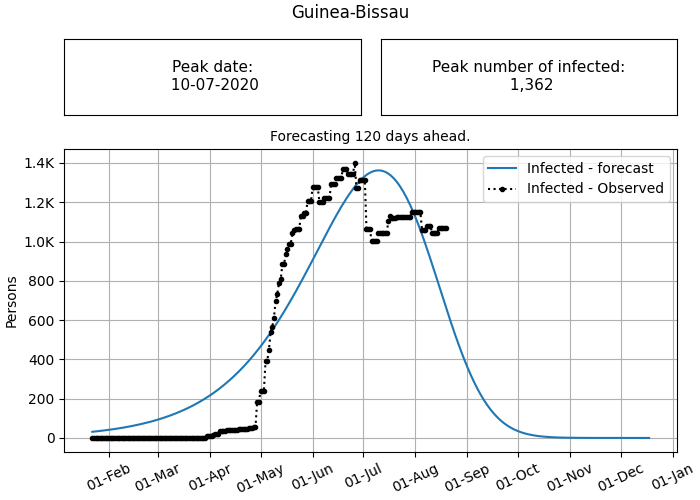 Guinea-Bissau
Peak date:
10-07-2020
Peak number of infected:
1,362
Forecasting 120 days ahead.
Infected - forecast
Infected - Observed
Persons
1.4K
1.2K
1.0K
800
600
400
200
0
01-Feb
01-Mar
01-Apr
01-May
01-Jun
01-Jul
01-Aug
01-Sep
01-Oct
01-Nov
01-Dec
01-Jan